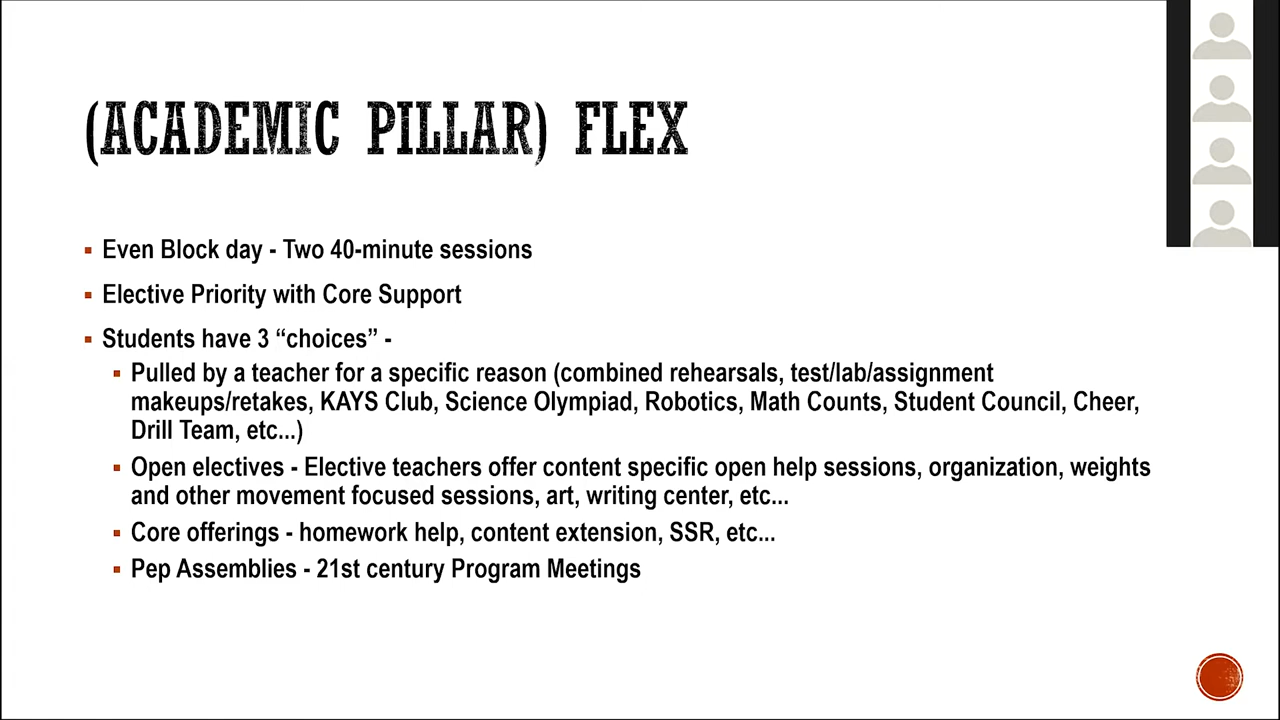 (ACADEMIC PILLAR) FLEX
Even Block day - Two 40-minute sessions
Elective Priority with Core Support
Students have 3 “choices” -
Pulled by a teacher for a specific reason (combined rehearsals, test/lab/assignment
makeups/retakes, KAYS Club, Science Olympiad, Robotics, Math Counts, Student Council, Cheer,
Drill Team, etc...)
Open electives - Elective teachers offer content specific open help sessions, organization, weights
and other movement focused sessions, art, writing center, etc...
Core offerings - homework help, content extension, SSR, etc...
Pep Assemblies - 21st century Program Meetings